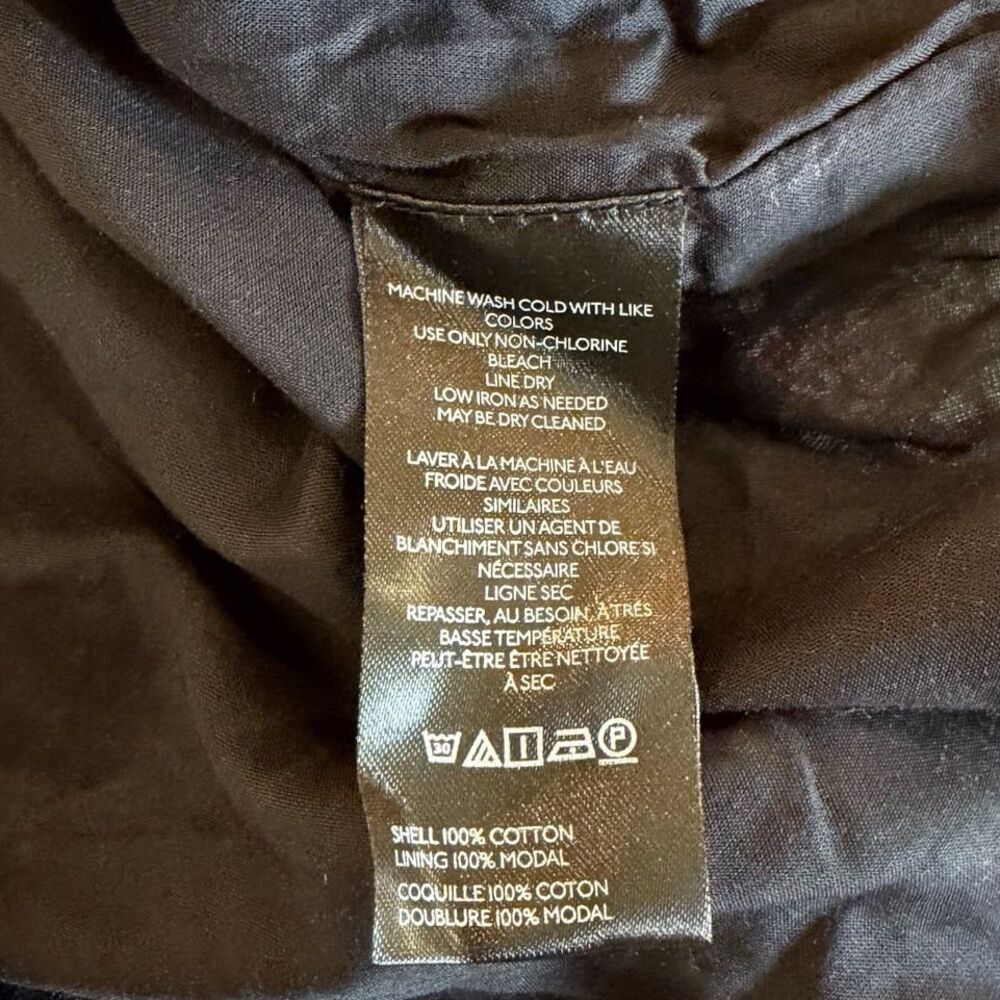 MACHINE WASH COLD WITH LIKE
COLORS
USE ONLY NON-CHLORINE
BLEACH
LINE DRY
LOW IRON AS NEEDED
MAY BE DRY CLEANED
LAVER À LA MACHINE À L'EAU
FROIDE AVEC COULEURS
SIMILAIRES
UTILISER UN AGENT DE
BLANCHIMENT SANS CHLORE SI
NÉCESSAIRE
LIGNE SEC
REPASSER, AU BESOIN, À TRÈS
BASSE TEMPÉRATURE
PEUT-ÊTRE ÊTRE NETTOYÉE
À SEC
30 P
SHELL 100% COTTON
LINING 100% MODAL
COQUILLE 100% COTON
DOUBLURE 100% MODAL